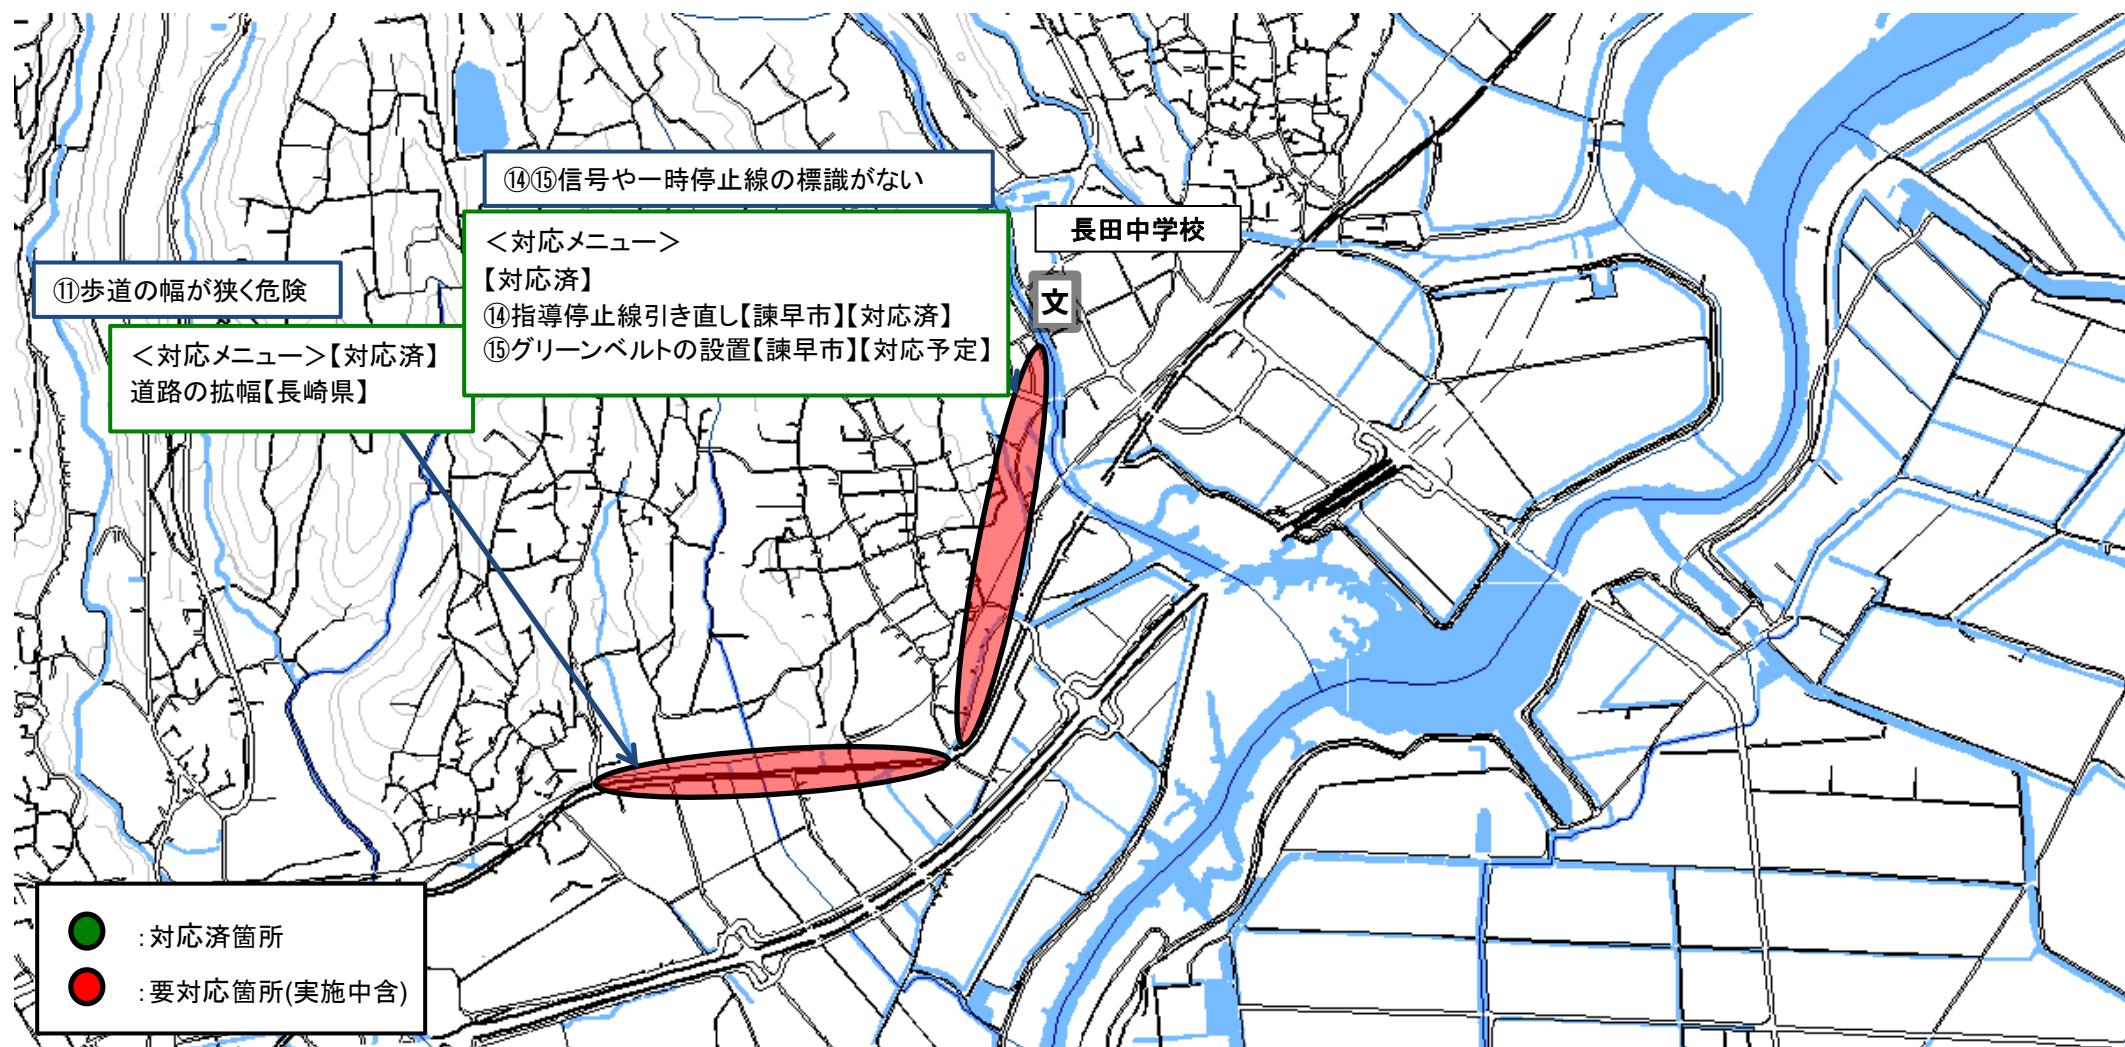 ⑭⑮信号や一時停止線の標識がない
＜対応メニュー＞
【対応済】
⑭指導停止線引き直し【諫早市】【対応済】
⑮グリーンベルトの設置【諫早市】【対応予定】
長田中学校
文
⑪歩道の幅が狭く危険
＜対応メニュー＞【対応済】
道路の拡幅【長崎県】
：対応済箇所
：要対応箇所(実施中含)